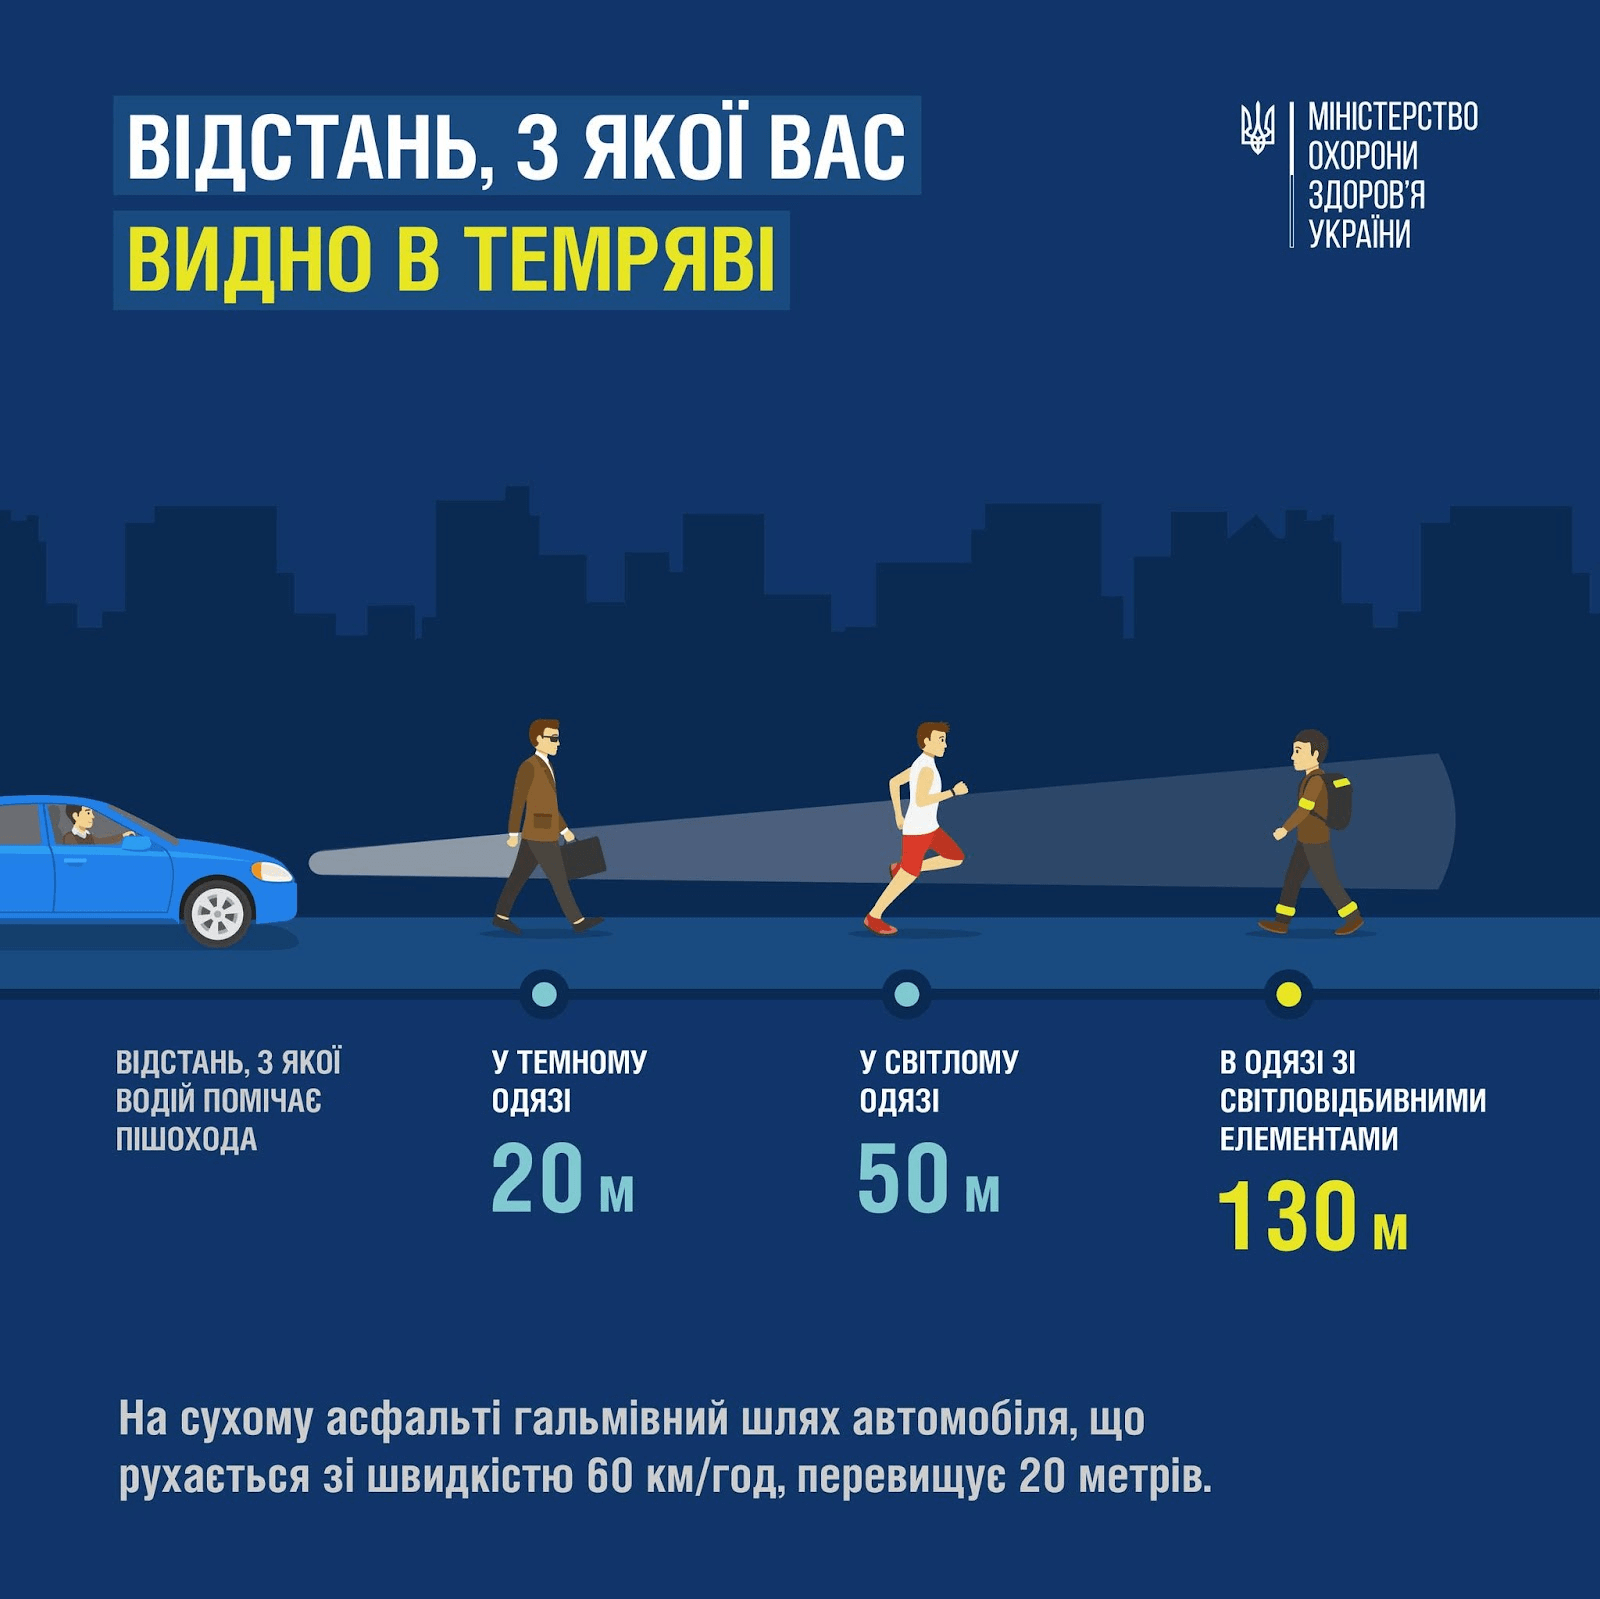 ВІДСТАНЬ, З ЯКОЇ ВАС
ВИДНО В ТЕМРЯВІ
МІНІСТЕРСТВО
ОХОРОНИ
ЗДОРОВ'Я
УКРАЇНИ
ВІДСТАНЬ, З ЯКОЇ
ВОДІЙ ПОМІЧАЄ
ПІШОХОДА
У ТЕМНОМУ
ОДЯЗІ
20 м
У СВІТЛОМУ
ОДЯЗІ
50 м
В ОДЯЗІ ЗІ
СВІТЛОВІДБИВНИМИ
ЕЛЕМЕНТАМИ
130 м
На сухому асфальті гальмівний шлях автомобіля, що
рухається зі швидкістю 60 км/год, перевищує 20 метрів.